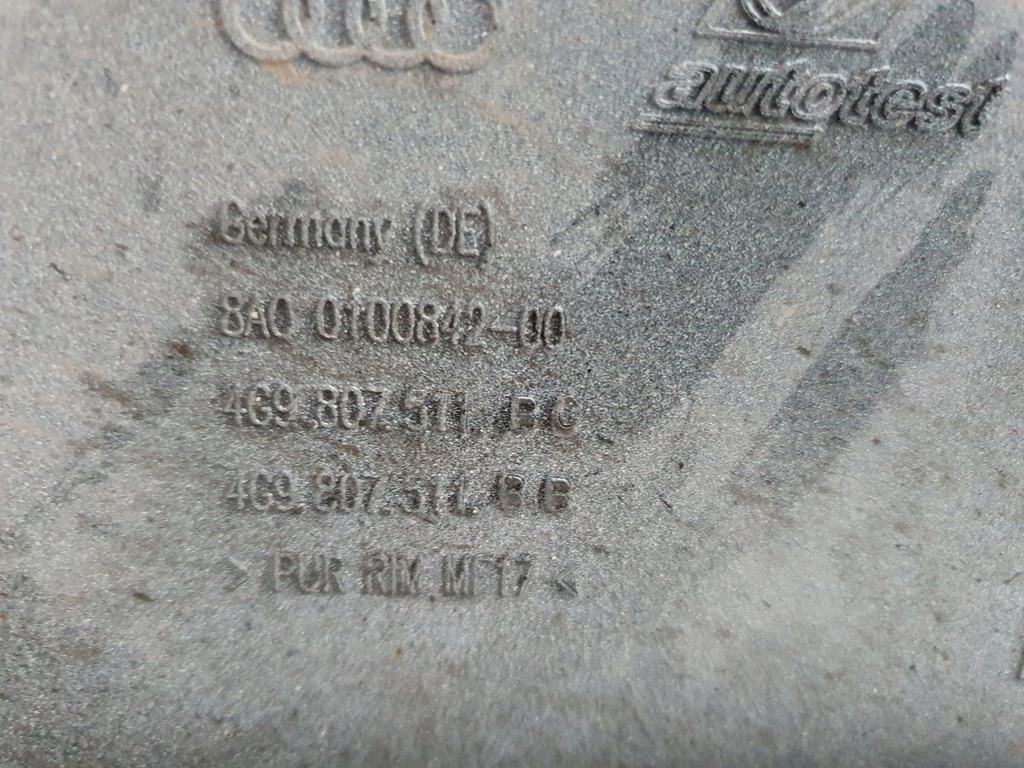 autotest
Germany (DE)
8A0 0100842-00
4G9.807.511. B C
4G9.807.511. B B
> PUR RIM, MF17 <